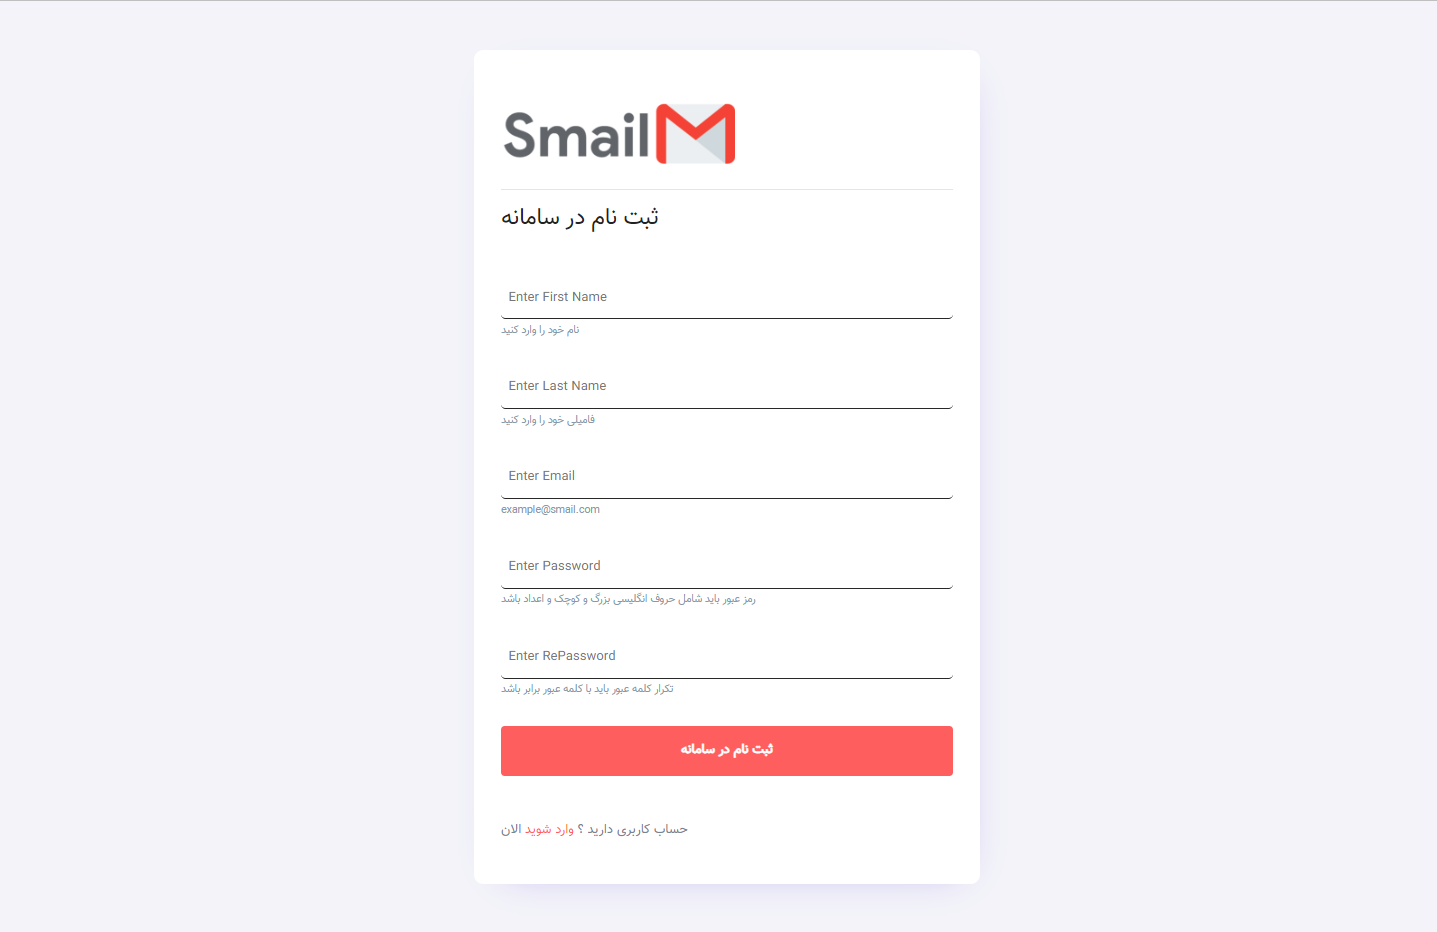 Smail
ثبت نام در سامانه
Enter First Name
نام خود را وارد کنید
Enter Last Name
فامیلی خود را وارد کنید
Enter Email
example@smail.com
Enter Password
رمز عبور باید شامل حروف انگلیسی بزرگ و کوچک و اعداد باشد
Enter RePassword
تکرار کلمه عبور باید با کلمه عبور برابر باشد
ثبت نام در سامانه
حساب کاربری دارید ؟ وارد شوید الان